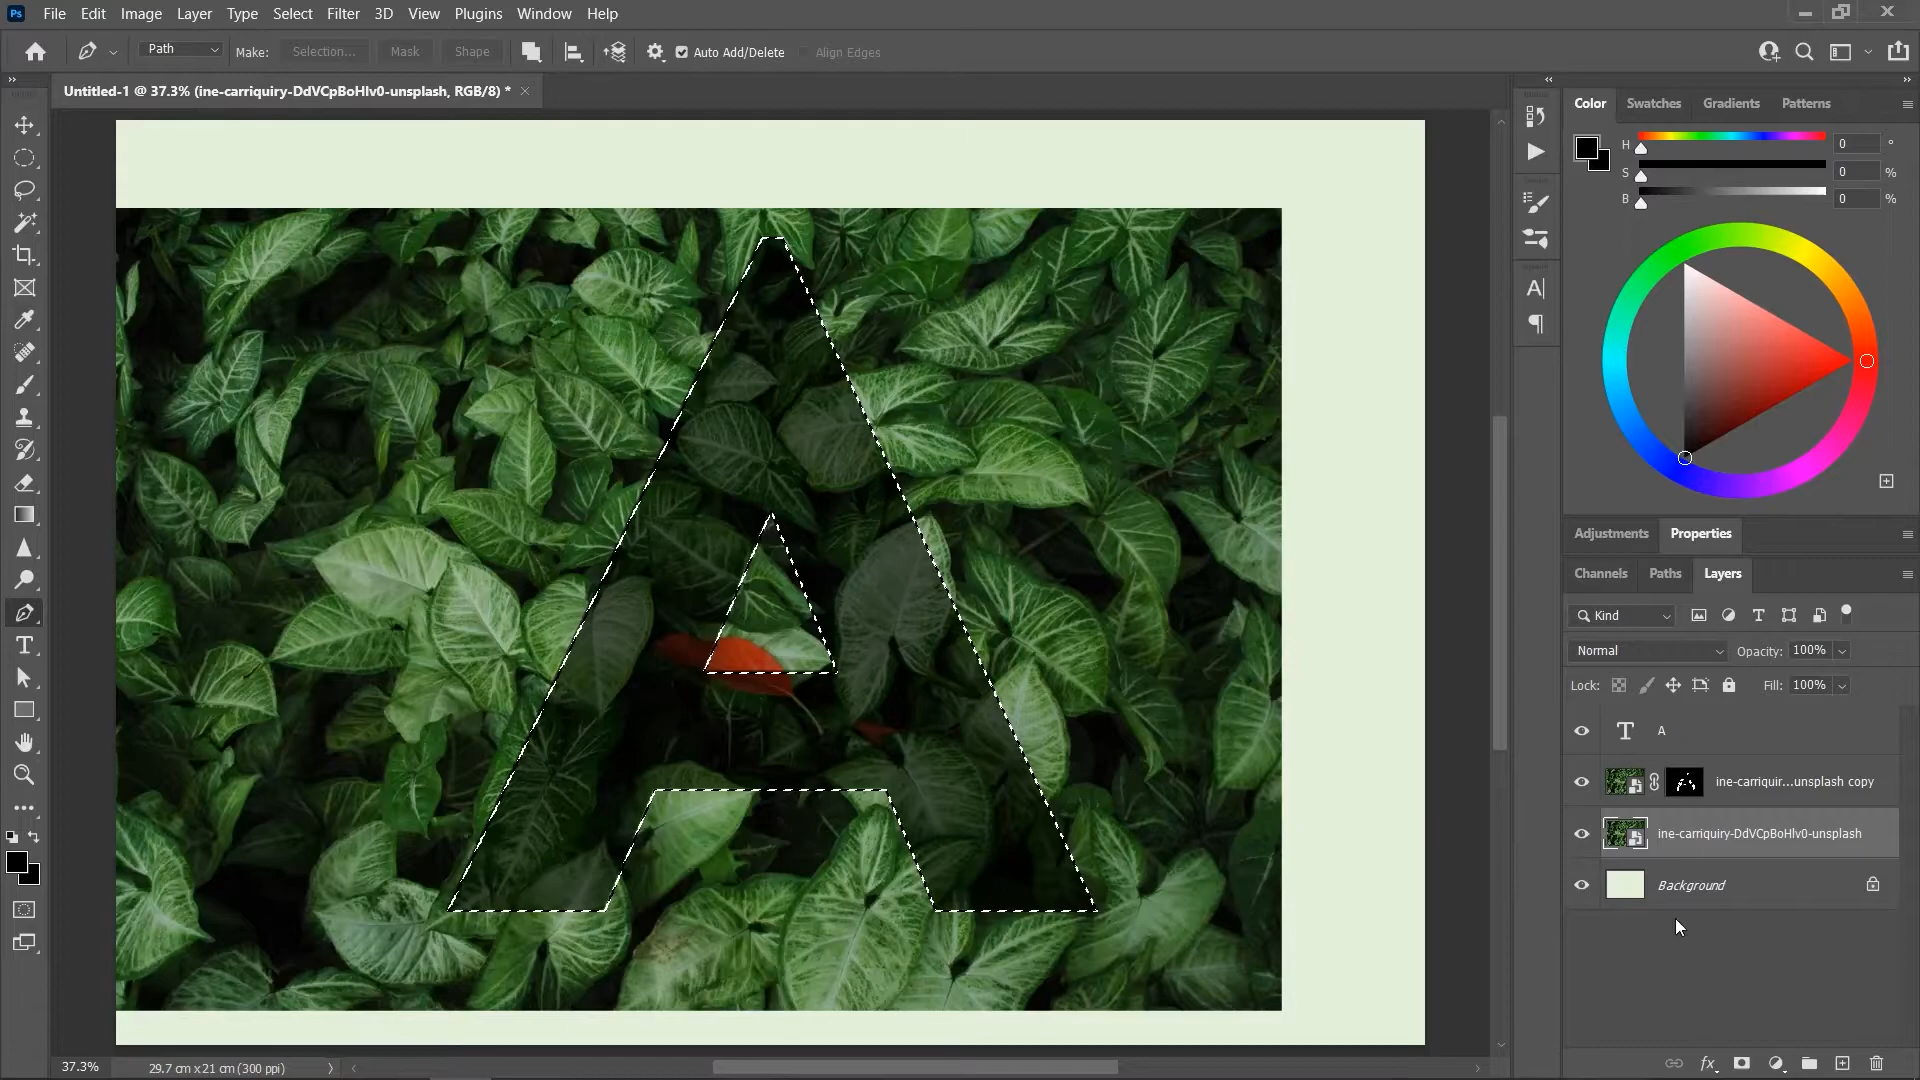 Ps File Edit Image Layer Type Select Filter 3D View Plugins Window Help
Path Make: Selection... Mask Shape Auto Add/Delete Align Edges
Untitled-1 @ 37.3% (ine-carriquiry-DdVCpBoHlv0-unsplash, RGB/8) *
Color Swatches Gradients Patterns
H 0 °
S 0 %
B 0 %
Adjustments Properties
Channels Paths Layers
Kind
Normal Opacity: 100%
Lock: Fill: 100%
T A
ine-carriquir...unsplash copy
ine-carriquiry-DdVCpBoHlv0-unsplash
Background
fx
37.3% 29.7 cm x 21 cm (300 ppi)